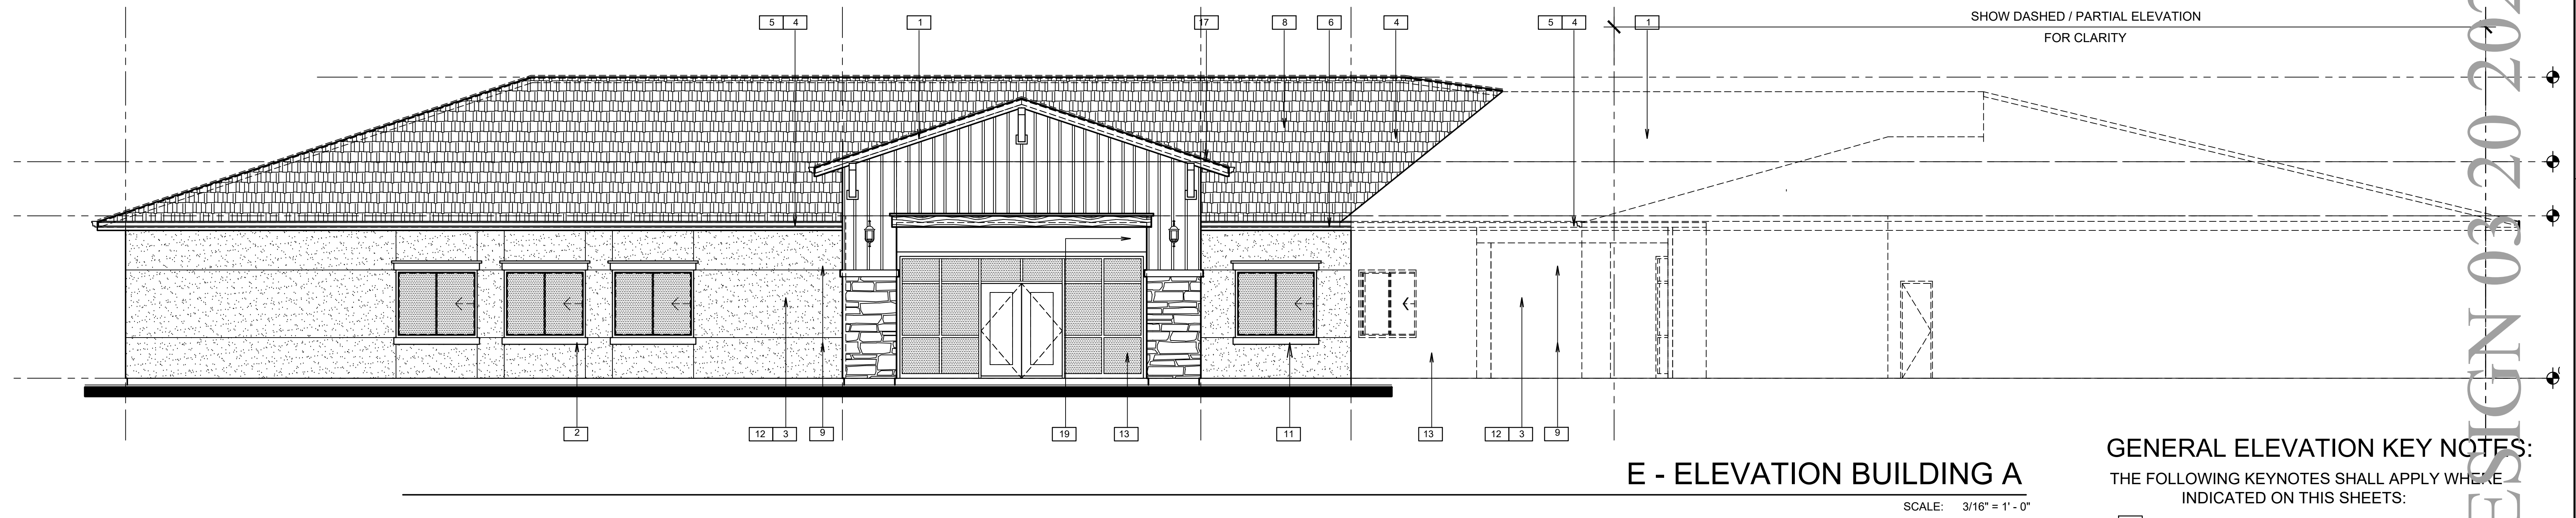 5 4 1 17 8 6 4 5 4 1
SHOW DASHED / PARTIAL ELEVATION
FOR CLARITY
2 12 3 9 19 13 11 13 12 3 9
E - ELEVATION BUILDING A
SCALE: 3/16" = 1' - 0"
GENERAL ELEVATION KEY NOTES:
THE FOLLOWING KEYNOTES SHALL APPLY WHERE
INDICATED ON THIS SHEETS:
03 20